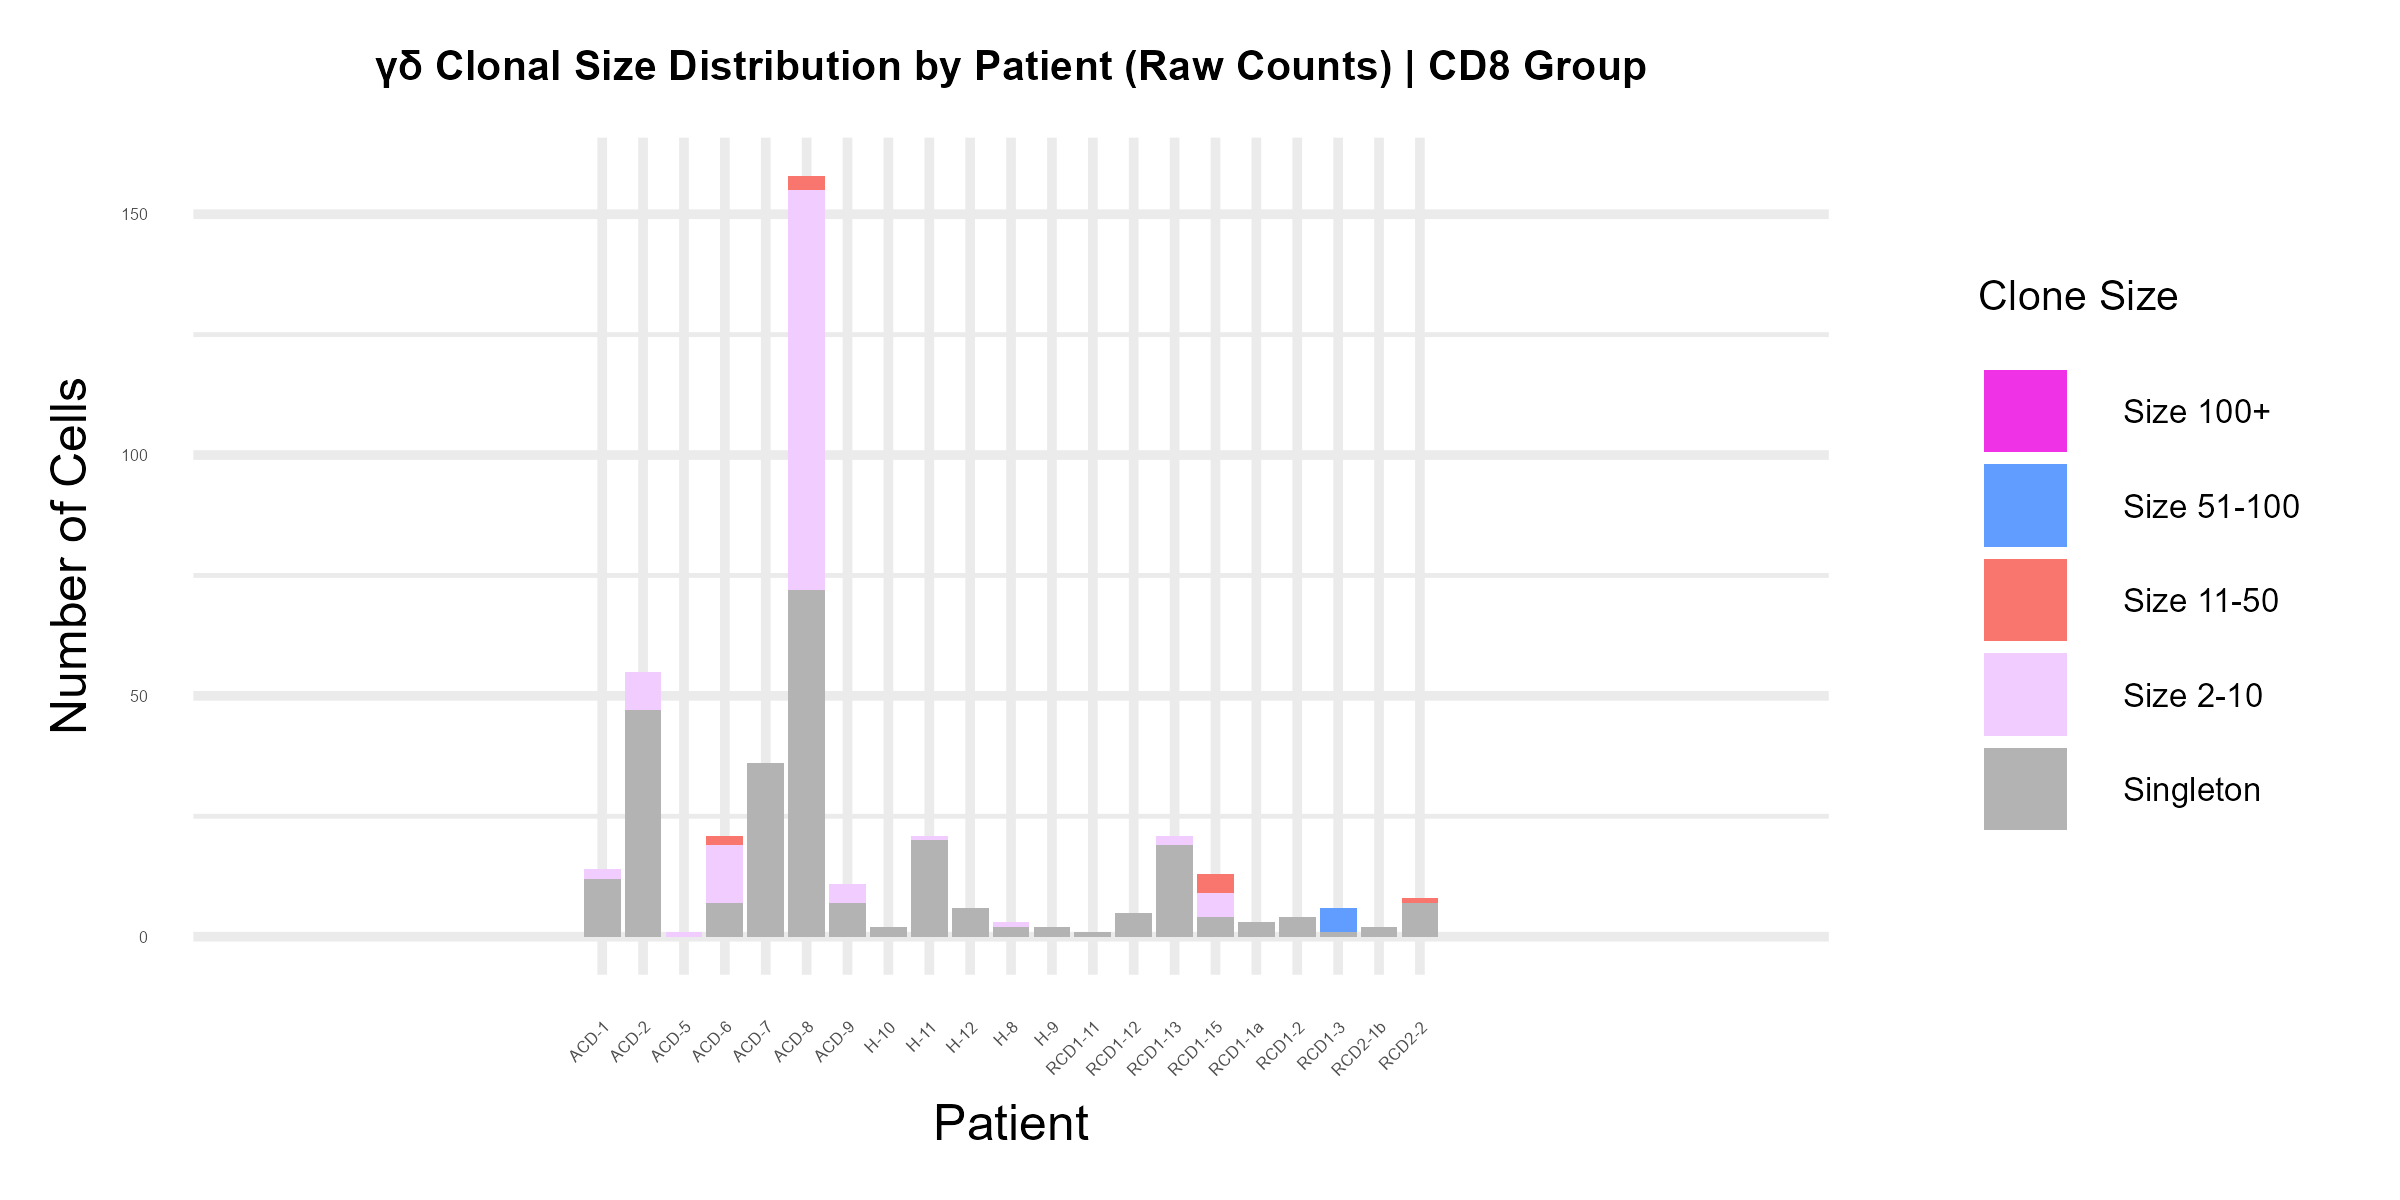 γδ Clonal Size Distribution by Patient (Raw Counts) | CD8 Group
Number of Cells
150
100
50
0
ACD-1
ACD-2
ACD-5
ACD-6
ACD-7
ACD-8
ACD-9
H-10
H-11
H-12
H-8
H-9
RCD1-11
RCD1-12
RCD1-13
RCD1-15
RCD1-1a
RCD1-2
RCD1-3
RCD2-1b
RCD2-2
Patient
Clone Size
Size 100+
Size 51-100
Size 11-50
Size 2-10
Singleton